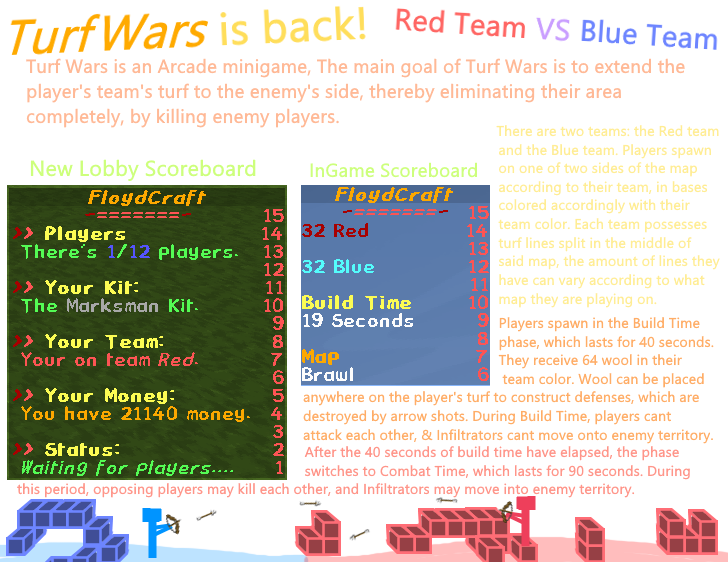 TurfWars is back! Red Team VS Blue Team
Turf Wars is an Arcade minigame, The main goal of Turf Wars is to extend the
player's team's turf to the enemy's side, thereby eliminating their area
completely, by killing enemy players.
There are two teams: the Red team
and the Blue team. Players spawn
on one of two sides of the map
according to their team, in bases
colored accordingly with their
team color. Each team possesses
turf lines split in the middle of
said map, the amount of lines they
have can vary according to what
map they are playing on.
New Lobby Scoreboard
FloydCraft
-=======-
15
>> Players 14
There's 1/12 Players. 13
12
>> Your Kit: 11
The Marksman Kit. 10
9
>> Your Team: 8
Your on team Red. 7
6
>> Your Money: 5
You have 21140 money. 4
3
>> Status: 2
Waiting for Players.... 1
InGame Scoreboard
FloydCraft
-=======-
15
32 Red 14
13
32 Blue 12
11
Build Time 10
19 Seconds 9
8
Map 7
Brawl 6
Players spawn in the Build Time
phase, which lasts for 40 seconds.
They receive 64 wool in their
team color. Wool can be placed
anywhere on the player's turf to construct defenses, which are
destroyed by arrow shots. During Build Time, players cant
attack each other, & Infiltrators cant move onto enemy territory.
After the 40 seconds of build time have elapsed, the phase
switches to Combat Time, which lasts for 90 seconds. During
this period, opposing players may kill each other, and Infiltrators may move into enemy territory.